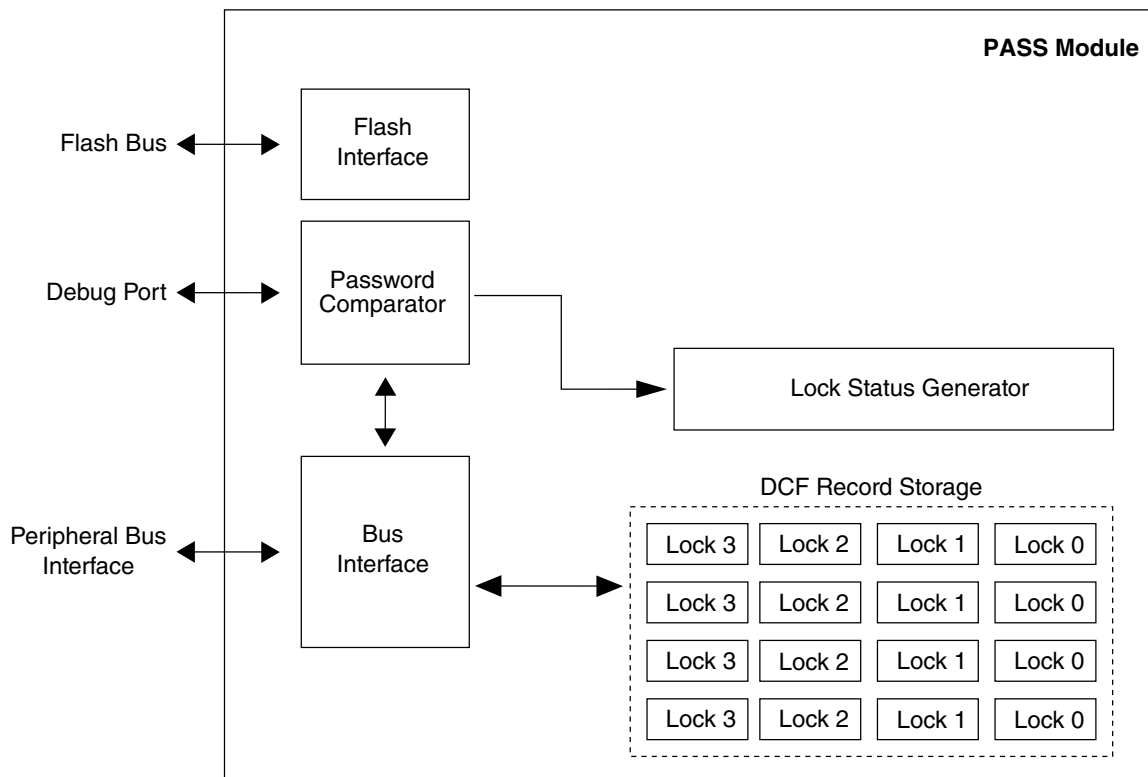 PASS Module
Flash Bus
Flash
Interface
Debug Port
Password
Comparator
Lock Status Generator
Peripheral Bus
Interface
Bus
Interface
DCF Record Storage
Lock 3 Lock 2 Lock 1 Lock 0
Lock 3 Lock 2 Lock 1 Lock 0
Lock 3 Lock 2 Lock 1 Lock 0
Lock 3 Lock 2 Lock 1 Lock 0